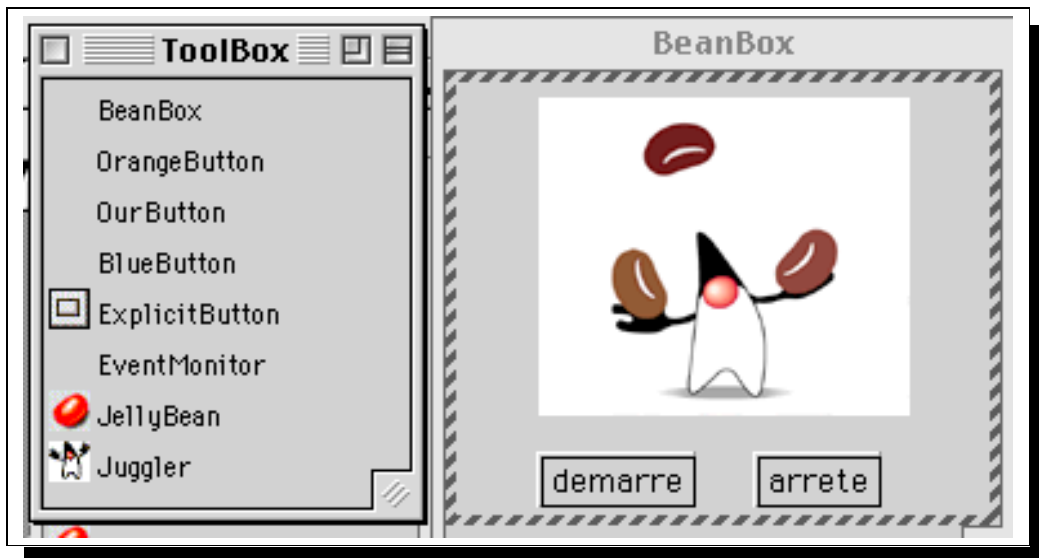 ToolBox
BeanBox
OrangeButton
OurButton
BlueButton
ExplicitButton
EventMonitor
JellyBean
Juggler
BeanBox
demarre
arrete